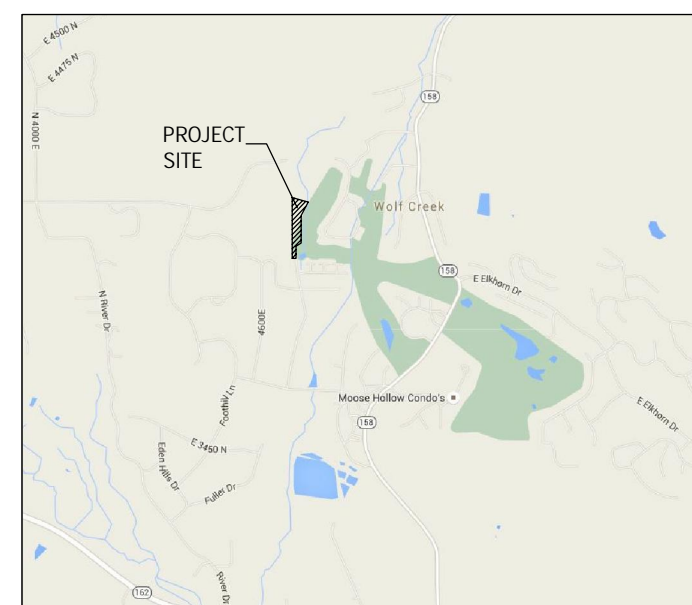 E 4500 N
E 4475 N
N 4000 E
158
PROJECT
SITE
Wolf Creek
158
E Elkhorn Dr
N River Dr
4600E
Foothill Ln
Moose Hollow Condo's
E Elkhorn Dr
158
E 3450 N
Eden Hills Dr
Fuller Dr
River Dr
162